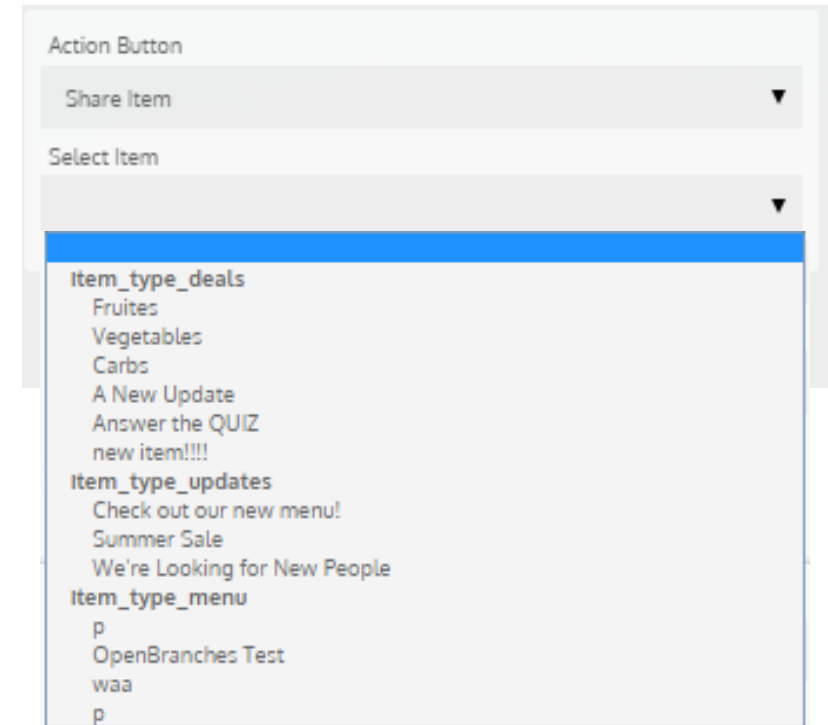 Action Button
Share Item
Select Item
Item_type_deals
Fruites
Vegetables
Carbs
A New Update
Answer the QUIZ
new item!!!!
Item_type_updates
Check out our new menu!
Summer Sale
We're Looking for New People
Item_type_menu
p
OpenBranches Test
waa
p